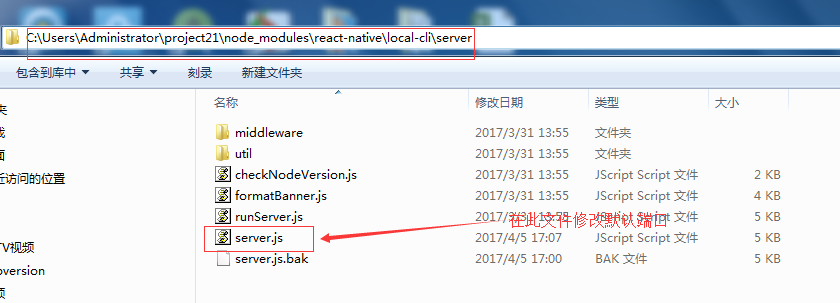 C:\Users\Administrator\project21\node_modules\react-native\local-cli\server
包含到库中 共享 刻录 新建文件夹
名称 修改日期 类型 大小
middleware 2017/3/31 13:55 文件夹
util 2017/3/31 13:55 文件夹
checkNodeVersion.js 2017/3/31 13:55 JScript Script 文件 2 KB
近访问的位置
formatBanner.js 2017/3/31 13:55 JScript Script 文件 4 KB
runServer.js 2017/3/31 13:55 JScript Script 文件 5 KB
在此文件修改默认端口
server.js 2017/4/5 17:07 JScript Script 文件 5 KB
TV视频
server.js.bak 2017/4/5 17:00 BAK 文件 5 KB
oversion